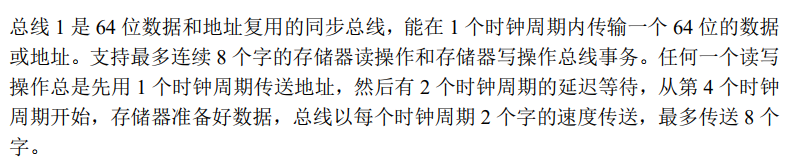 总线 1 是 64 位数据和地址复用的同步总线，能在 1 个时钟周期内传输一个 64 位的数据
或地址。支持最多连续 8 个字的存储器读操作和存储器写操作总线事务。任何一个读写
操作总是先用 1 个时钟周期传送地址，然后有 2 个时钟周期的延迟等待，从第 4 个时钟
周期开始，存储器准备好数据，总线以每个时钟周期 2 个字的速度传送，最多传送 8 个
字。